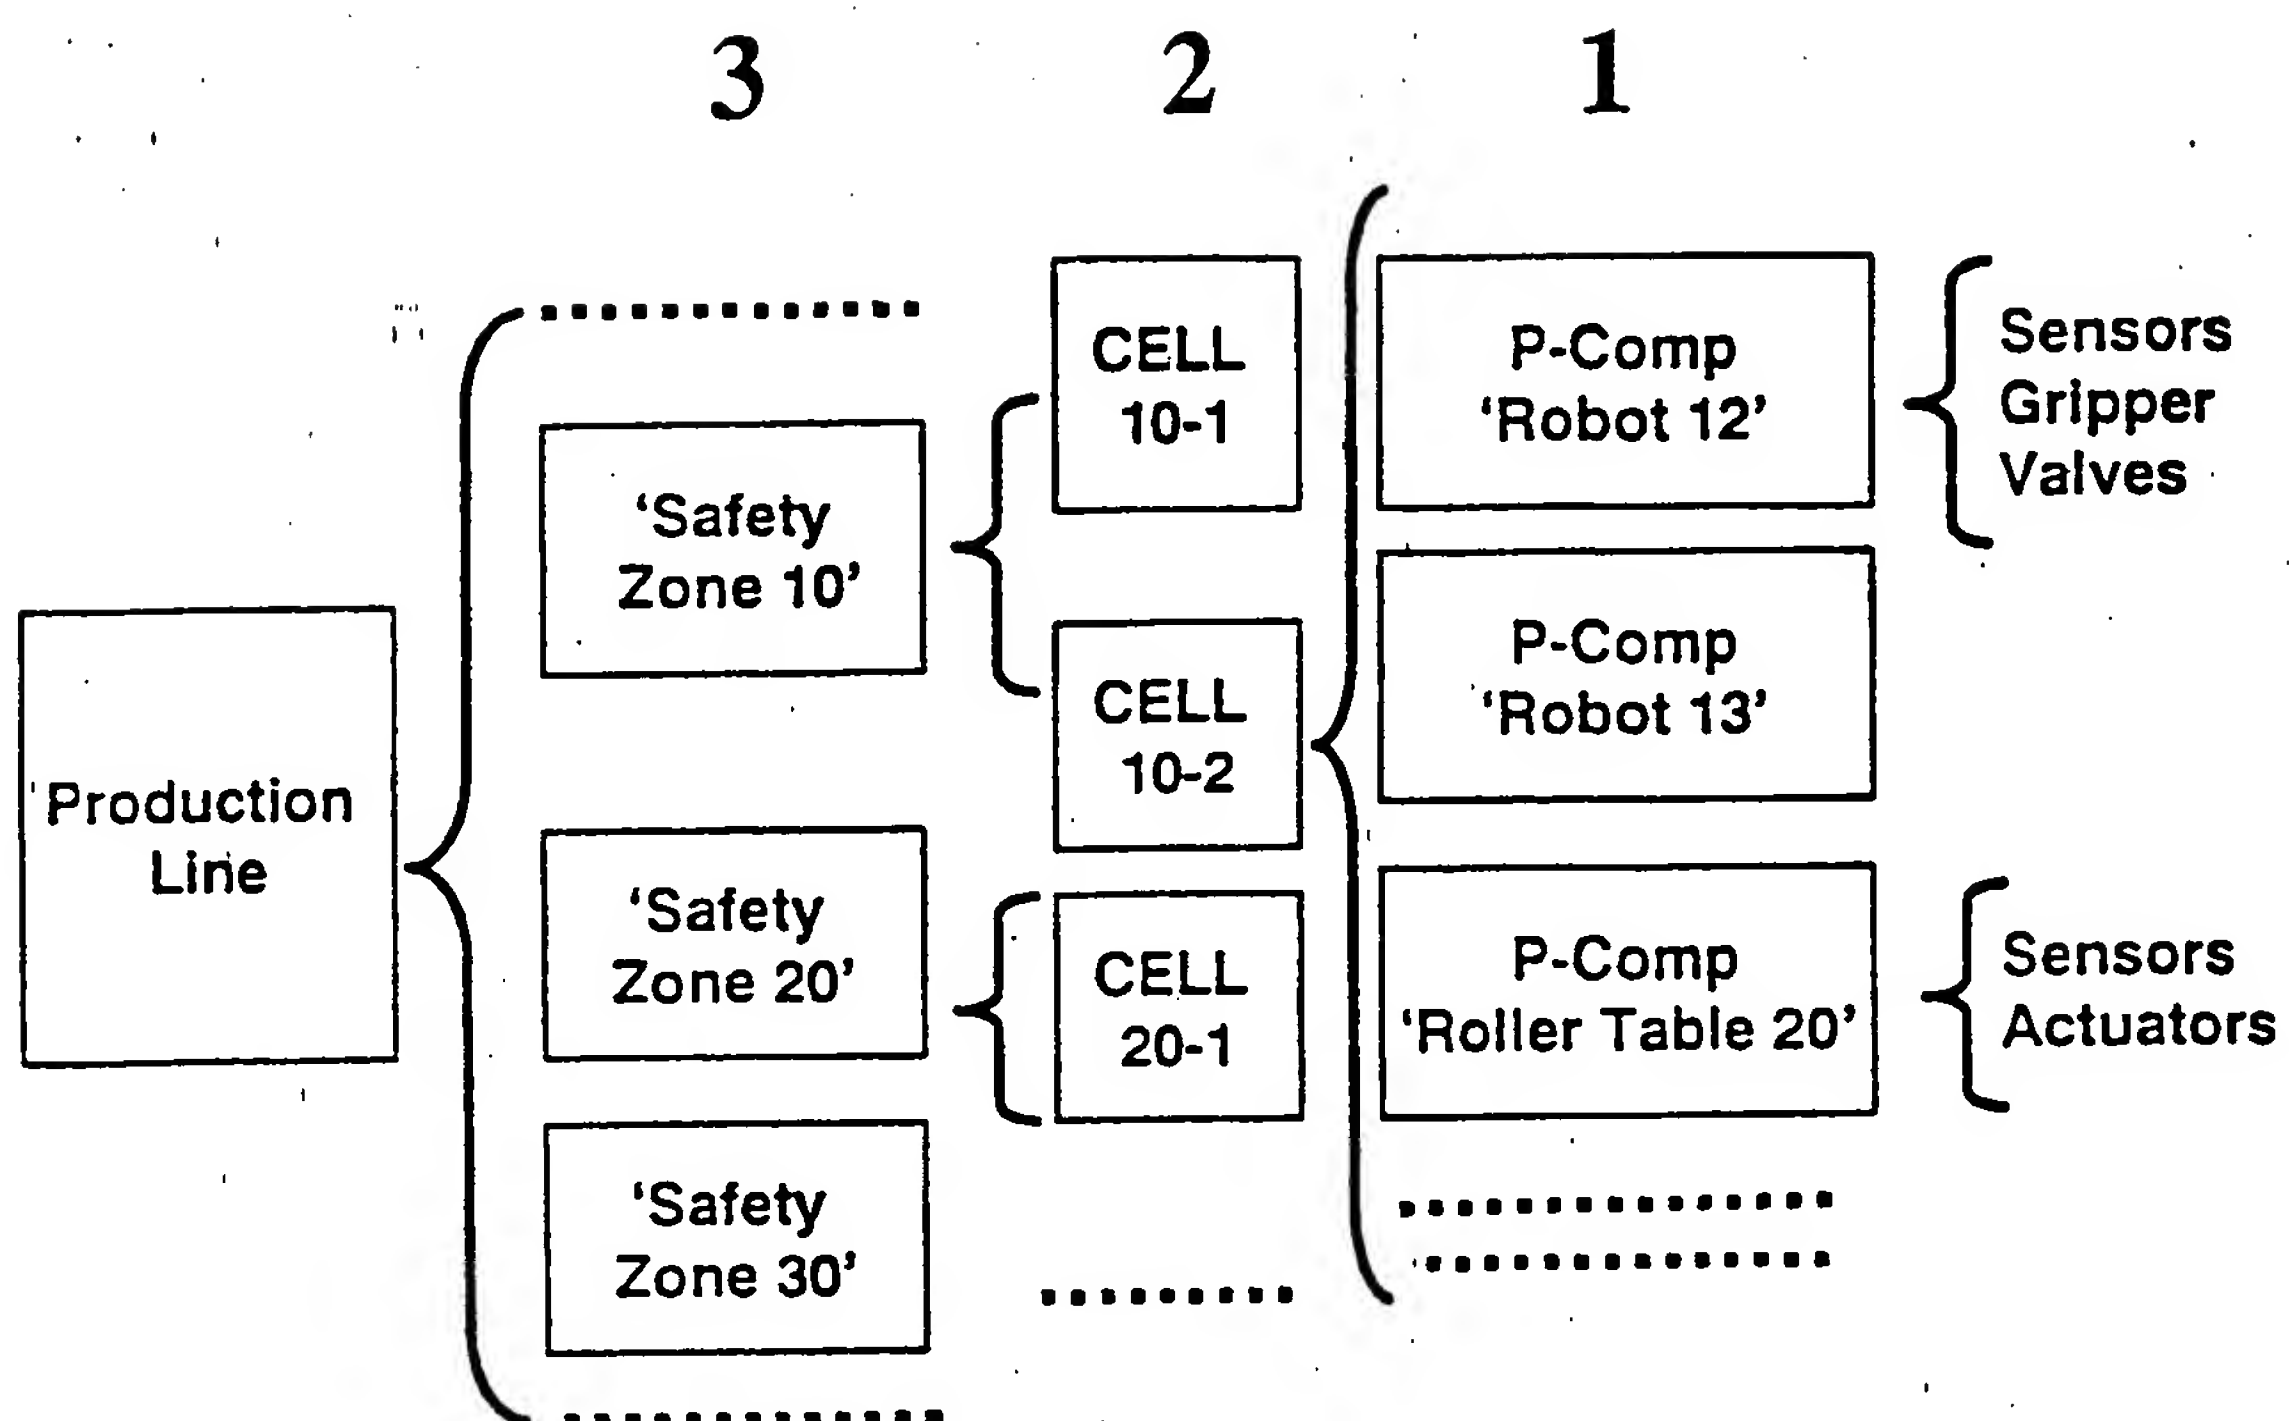 3
2
1
Production
Line
‘Safety
Zone 10’
‘Safety
Zone 20’
‘Safety
Zone 30’
CELL
10-1
CELL
10-2
CELL
20-1
P-Comp
‘Robot 12’
P-Comp
‘Robot 13’
P-Comp
‘Roller Table 20’
Sensors
Gripper
Valves
Sensors
Actuators